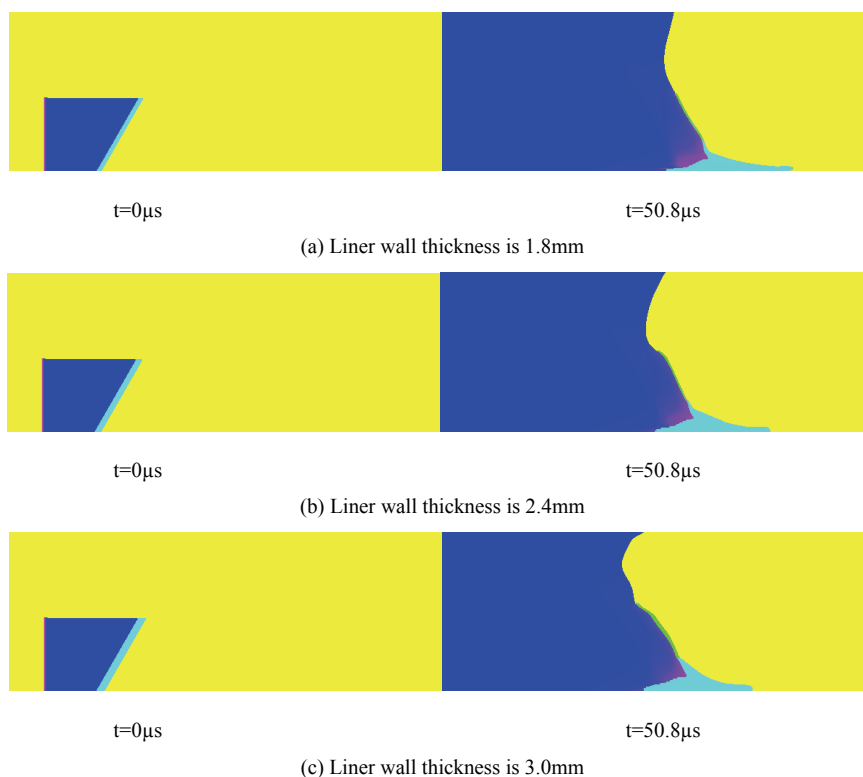 t=0µs t=50.8µs
(a) Liner wall thickness is 1.8mm
t=0µs t=50.8µs
(b) Liner wall thickness is 2.4mm
t=0µs t=50.8µs
(c) Liner wall thickness is 3.0mm